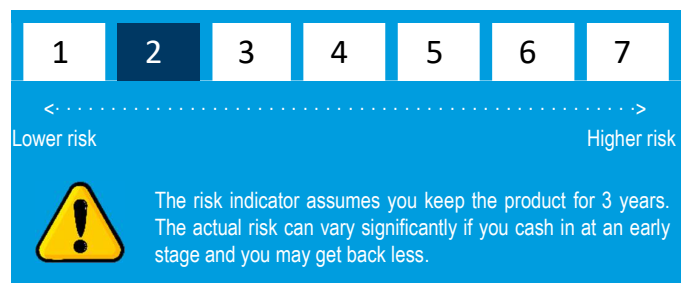 1 2 3 4 5 6 7
Lower risk Higher risk
The risk indicator assumes you keep the product for 3 years.
The actual risk can vary significantly if you cash in at an early
stage and you may get back less.